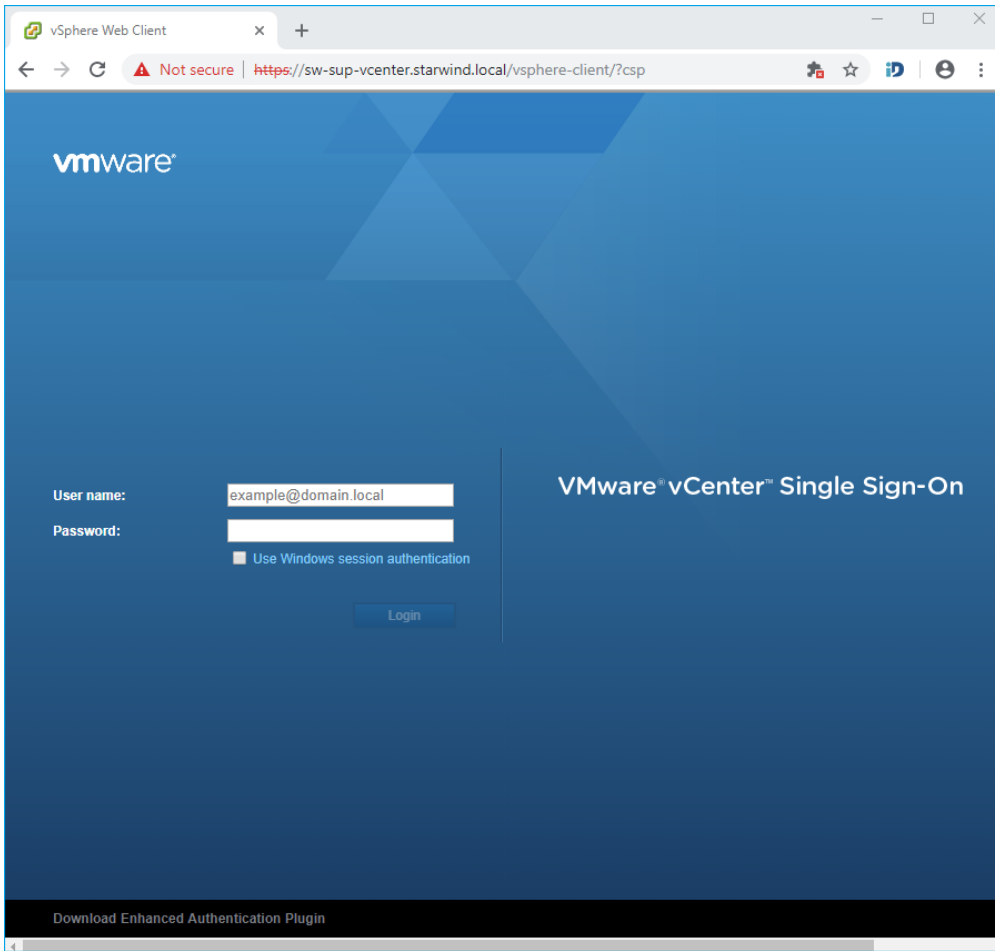 vSphere Web Client
Not secure | https://sw-sup-vcenter.starwind.local/vsphere-client/?csp
vmware®
User name: example@domain.local
VMware® vCenter™ Single Sign-On
Password:
Use Windows session authentication
Login
Download Enhanced Authentication Plugin